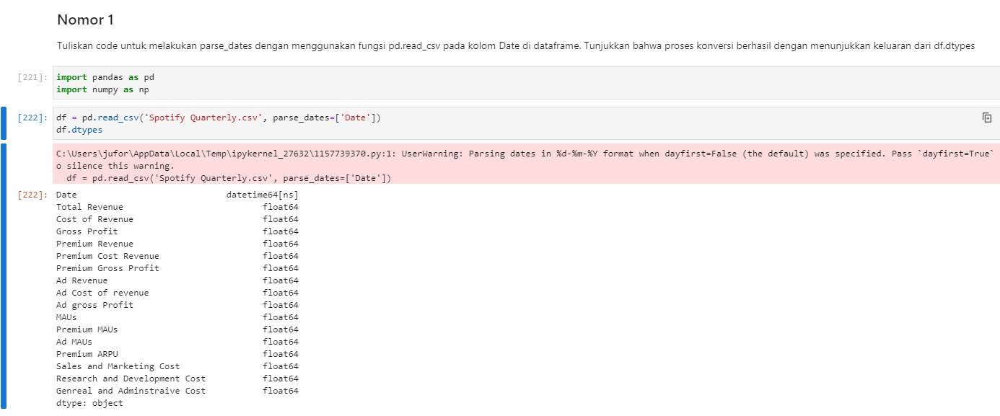 Nomor 1
Tuliskan code untuk melakukan parse_dates dengan menggunakan fungsi pd.read_csv pada kolom Date di dataframe. Tunjukkan bahwa proses konversi berhasil dengan menunjukkan keluaran dari df.dtypes
[221]: import pandas as pd
import numpy as np
[222]: df = pd.read_csv('Spotify Quarterly.csv', parse_dates=['Date'])
df.dtypes
C:\Users\jufor\AppData\Local\Temp\ipykernel_27632\1157739370.py:1: UserWarning: Parsing dates in %d-%m-%Y format when dayfirst=False (the default) was specified. Pass `dayfirst=True`
o silence this warning.
df = pd.read_csv('Spotify Quarterly.csv', parse_dates=['Date'])
[222]: Date datetime64[ns]
Total Revenue float64
Cost of Revenue float64
Gross Profit float64
Premium Revenue float64
Premium Cost Revenue float64
Premium Gross Profit float64
Ad Revenue float64
Ad Cost of revenue float64
Ad gross Profit float64
MAUs float64
Premium MAUs float64
Ad MAUs float64
Premium ARPU float64
Sales and Marketing Cost float64
Research and Development Cost float64
Genreal and Adminstraive Cost float64
dtype: object